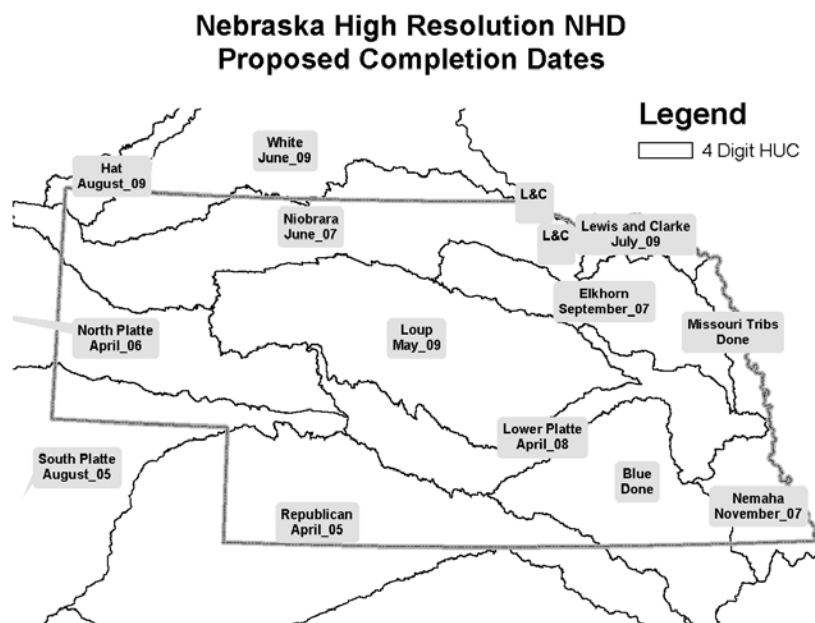 Nebraska High Resolution NHD
Proposed Completion Dates
Legend
4 Digit HUC
White
June_09
Hat
August_09
L&C
Niobrara
June_07
L&C
Lewis and Clarke
July_09
Elkhorn
September_07
North Platte
April_06
Loup
May_09
Missouri Tribs
Done
Lower Platte
April_08
South Platte
August_05
Blue
Done
Nemaha
November_07
Republican
April_05